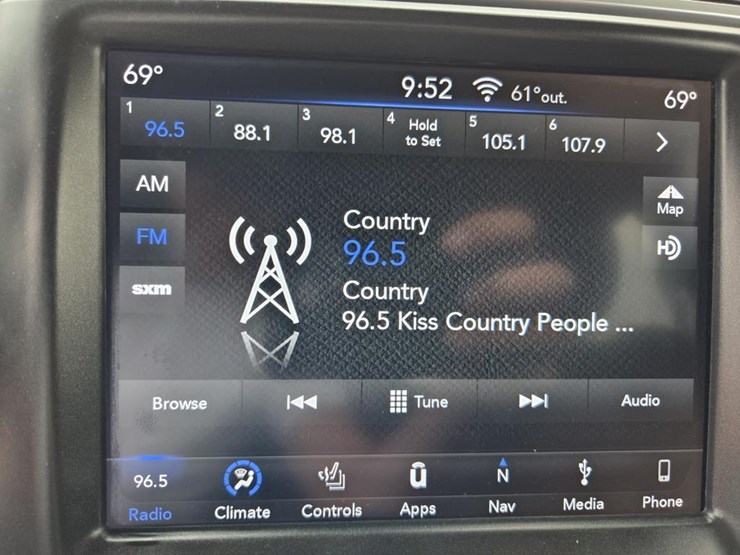 69°
9:52
61°out.
69°
1
96.5
2
88.1
3
98.1
4
Hold
to Set
5
105.1
6
107.9
AM
FM
sxm
Country
96.5
Country
96.5 Kiss Country People ...
Map
HD
Browse
Tune
Audio
96.5
Radio
Climate
Controls
u
Apps
N
Nav
Media
Phone